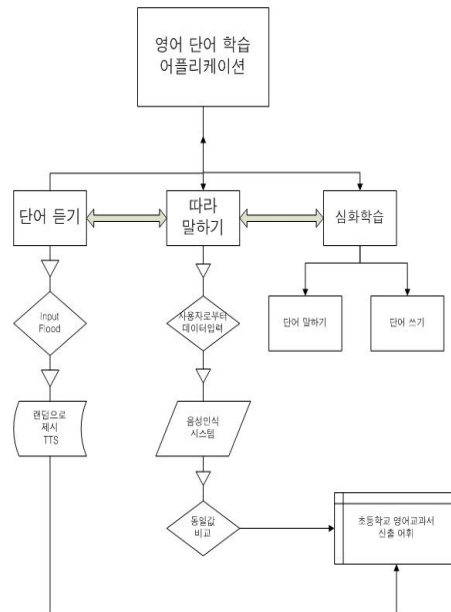 영어 단어 학습
어플리케이션
단어 듣기
따라
말하기
심화학습
Input
Flood
사용자로부터
데이터입력
단어 말하기
단어 쓰기
랜덤으로
제시
TTS
음성인식
시스템
동일값
비교
초등학교 영어교과서
신출 어휘